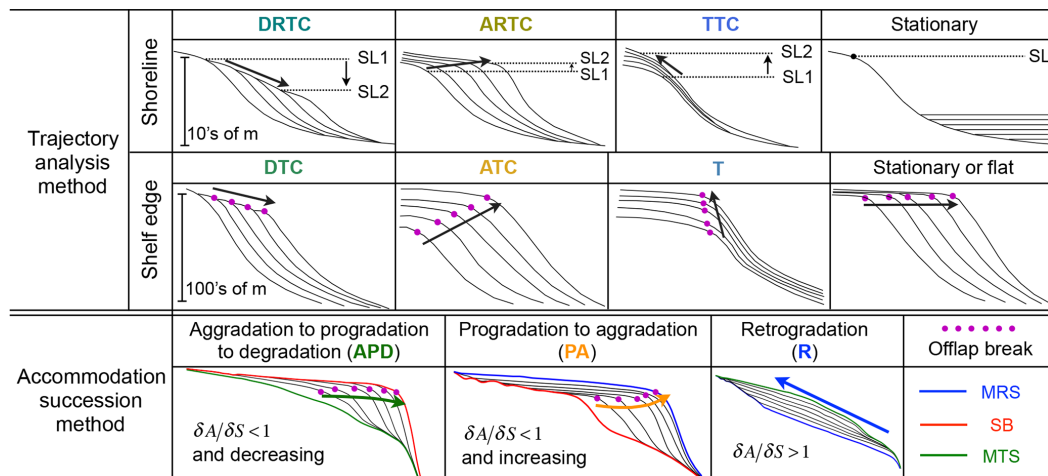 DRTC
ARTC
TTC
Stationary
Trajectory
analysis
method
Shoreline
SL1
SL2
10's of m
SL2
SL1
SL2
SL1
SL
Shelf edge
DTC
ATC
T
Stationary or flat
100's of m
Accommodation
succession
method
Aggradation to progradation
to degradation (APD)
Progradation to aggradation
(PA)
Retrogradation
(R)
Offlap break
δA/δS < 1
and decreasing
δA/δS < 1
and increasing
δA/δS > 1
MRS
SB
MTS